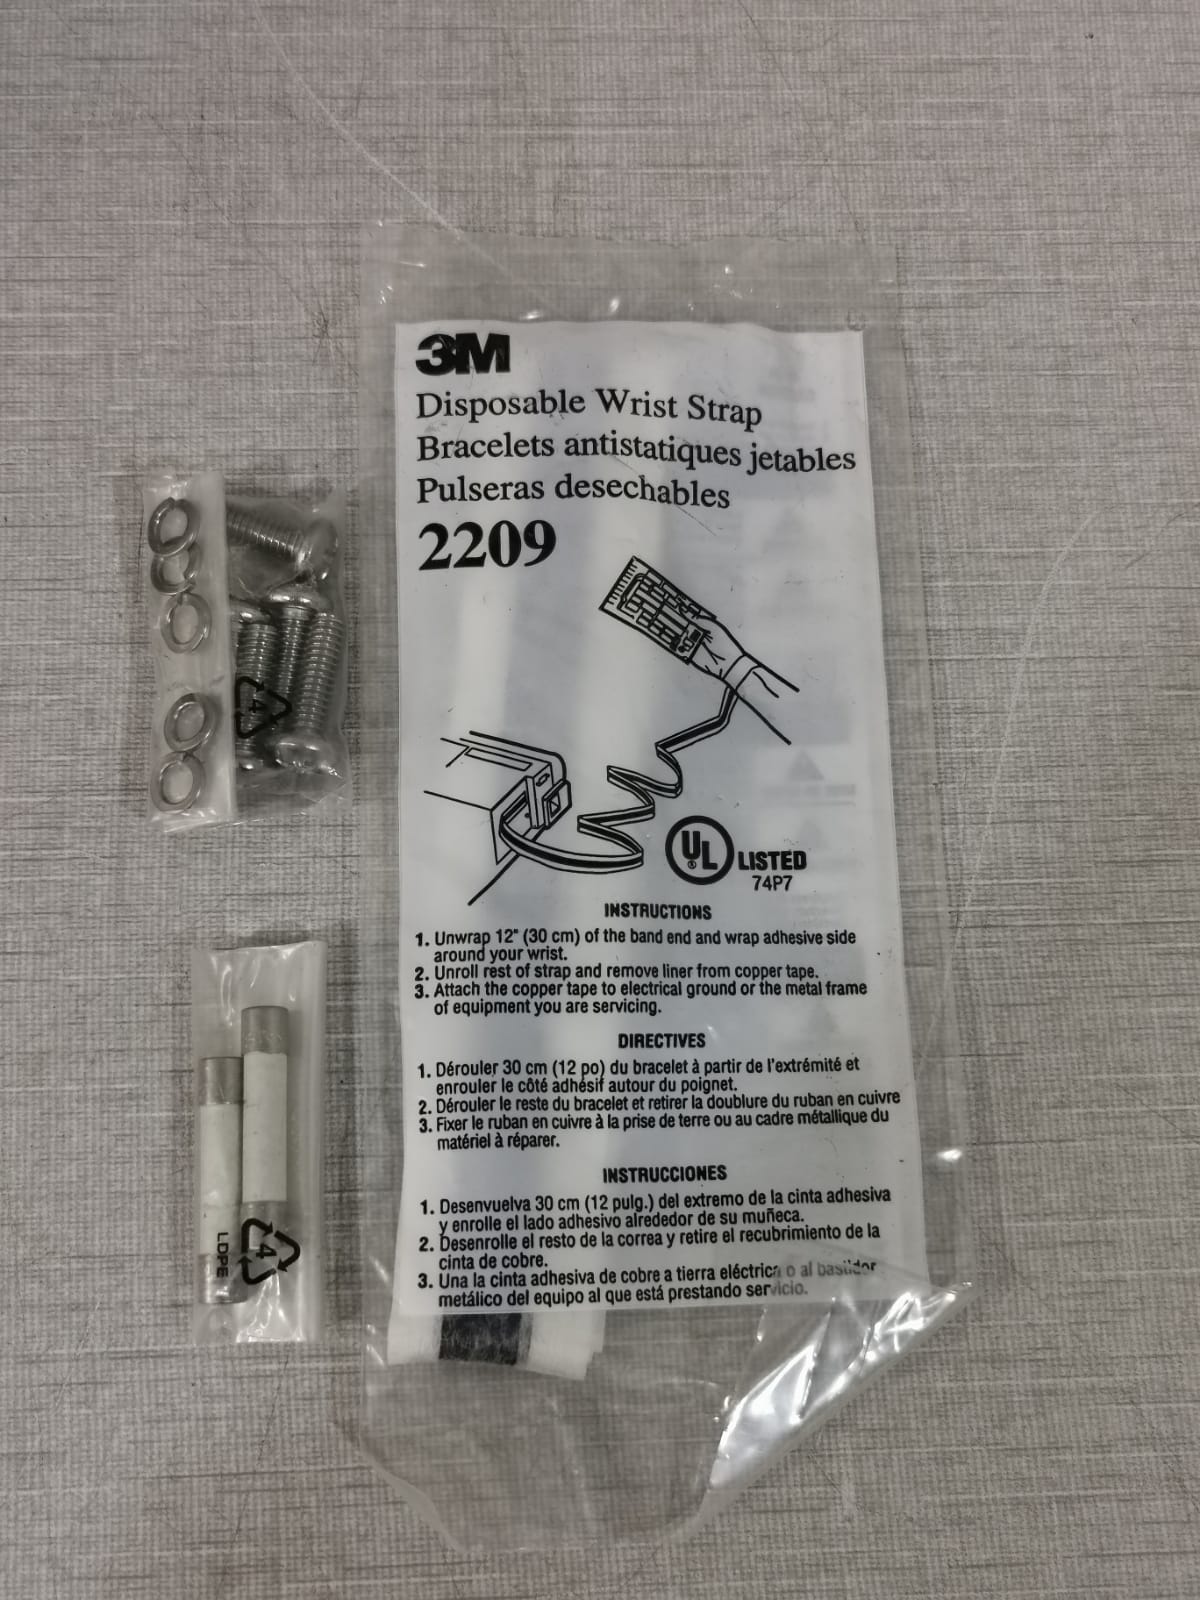 3M
Disposable Wrist Strap
Bracelets antistatiques jetables
Pulseras desechables
2209
UL LISTED
®
74P7
INSTRUCTIONS
1. Unwrap 12" (30 cm) of the band end and wrap adhesive side
around your wrist.
2. Unroll rest of strap and remove liner from copper tape.
3. Attach the copper tape to electrical ground or the metal frame
of equipment you are servicing.
DIRECTIVES
1. Dérouler 30 cm (12 po) du bracelet à partir de l'extrémité et
enrouler le côté adhésif autour du poignet.
2. Dérouler le reste du bracelet et retirer la doublure du ruban en cuivre
3. Fixer le ruban en cuivre à la prise de terre ou au cadre métallique du
matériel à réparer.
INSTRUCCIONES
1. Desenvuelva 30 cm (12 pulg.) del extremo de la cinta adhesiva
y enrolle el lado adhesivo alrededor de su muñeca.
2. Desenrolle el resto de la correa y retire el recubrimiento de la
cinta de cobre.
3. Una la cinta adhesiva de cobre a tierra eléctrica o al bastidor
metálico del equipo al que está prestando servicio.
4
4
LDPE